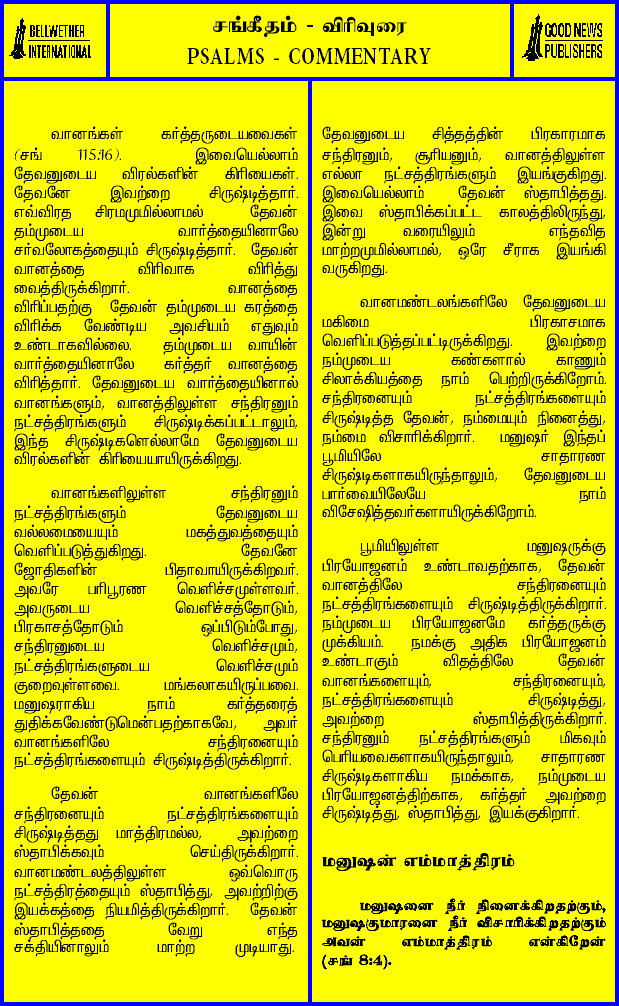 BELLWETHER
INTERNATIONAL
சங்கீதம் - விரிவுரை
PSALMS - COMMENTARY
GOOD NEWS
PUBLISHERS
வானங்கள் கர்த்தருடையவைகள்
(சங் 115:16). இவையெல்லாம்
தேவனுடைய விரல்களின் கிரியைகள்.
தேவனே இவற்றை சிருஷ்டித்தார்.
எவ்விரத சிரமமுமில்லாமல் தேவன்
தம்முடைய வார்த்தையினாலே
சர்வலோகத்தையும் சிருஷ்டித்தார். தேவன்
வானத்தை விரிவாக விரித்து
வைத்திருக்கிறார். வானத்தை
விரிப்பதற்கு தேவன் தம்முடைய கரத்தை
விரிக்க வேண்டிய அவசியம் எதுவும்
உண்டாகவில்லை. தம்முடைய வாயின்
வார்த்தையினாலே கர்த்தர் வானத்தை
விரித்தார். தேவனுடைய வார்த்தையினால்
வானங்களும், வானத்திலுள்ள சந்திரனும்
நட்சத்திரங்களும் சிருஷ்டிக்கப்பட்டாலும்,
இந்த சிருஷ்டிகளெல்லாமே தேவனுடைய
விரல்களின் கிரியையாயிருக்கிறது.
வானங்களிலுள்ள சந்திரனும்
நட்சத்திரங்களும் தேவனுடைய
வல்லமையையும் மகத்துவத்தையும்
வெளிப்படுத்துகிறது. தேவனே
ஜோதிகளின் பிதாவாயிருக்கிறவர்.
அவரே பரிபூரண வெளிச்சமுள்ளவர்.
அவருடைய வெளிச்சத்தோடும்,
பிரகாசத்தோடும் ஒப்பிடும்போது,
சந்திரனுடைய வெளிச்சமும்,
நட்சத்திரங்களுடைய வெளிச்சமும்
குறைவுள்ளவை. மங்கலாகயிருப்பவை.
மனுஷராகிய நாம் கர்த்தரைத்
துதிக்கவேண்டுமென்பதற்காகவே, அவர்
வானங்களிலே சந்திரனையும்
நட்சத்திரங்களையும் சிருஷ்டித்திருக்கிறார்.
தேவன் வானங்களிலே
சந்திரனையும் நட்சத்திரங்களையும்
சிருஷ்டித்தது மாத்திரமல்ல, அவற்றை
ஸ்தாபிக்கவும் செய்திருக்கிறார்.
வானமண்டலத்திலுள்ள ஒவ்வொரு
நட்சத்திரத்தையும் ஸ்தாபித்து, அவற்றிற்கு
இயக்கத்தை நியமித்திருக்கிறார். தேவன்
ஸ்தாபித்ததை வேறு எந்த
சக்தியினாலும் மாற்ற முடியாது.
தேவனுடைய சித்தத்தின் பிரகாரமாக
சந்திரனும், சூரியனும், வானத்திலுள்ள
எல்லா நட்சத்திரங்களும் இயங்குகிறது.
இவையெல்லாம் தேவன் ஸ்தாபித்தது.
இவை ஸ்தாபிக்கப்பட்ட காலத்திலிருந்து,
இன்று வரையிலும் எந்தவித
மாற்றமுமில்லாமல், ஒரே சீராக இயங்கி
வருகிறது.
வானமண்டலங்களிலே தேவனுடைய
மகிமை பிரகாசமாக
வெளிப்படுத்தப்பட்டிருக்கிறது. இவற்றை
நம்முடைய கண்களால் காணும்
சிலாக்கியத்தை நாம் பெற்றிருக்கிறோம்.
சந்திரனையும் நட்சத்திரங்களையும்
சிருஷ்டித்த தேவன், நம்மையும் நினைத்து,
நம்மை விசாரிக்கிறார். மனுஷர் இந்தப்
பூமியிலே சாதாரண
சிருஷ்டிகளாகயிருந்தாலும், தேவனுடைய
பார்வையிலேயே நாம்
விசேஷித்தவர்களாயிருக்கிறோம்.
பூமியிலுள்ள மனுஷருக்கு
பிரயோஜனம் உண்டாவதற்காக, தேவன்
வானத்திலே சந்திரனையும்
நட்சத்திரங்களையும் சிருஷ்டித்திருக்கிறார்.
நம்முடைய பிரயோஜனமே கர்த்தருக்கு
முக்கியம். நமக்கு அதிக பிரயோஜனம்
உண்டாகும் விதத்திலே தேவன்
வானங்களையும், சந்திரனையும்,
நட்சத்திரங்களையும் சிருஷ்டித்து,
அவற்றை ஸ்தாபித்திருக்கிறார்.
சந்திரனும் நட்சத்திரங்களும் மிகவும்
பெரியவைகளாகயிருந்தாலும், சாதாரண
சிருஷ்டிகளாகிய நமக்காக, நம்முடைய
பிரயோஜனத்திற்காக, கர்த்தர் அவற்றை
சிருஷ்டித்து, ஸ்தாபித்து, இயக்குகிறார்.
மனுஷன் எம்மாத்திரம்
மனுஷனை நீர் நினைக்கிறதற்கும்,
மனுஷகுமாரனை நீர் விசாரிக்கிறதற்கும்
அவன் எம்மாத்திரம் என்கிறேன்
(சங் 8:4).